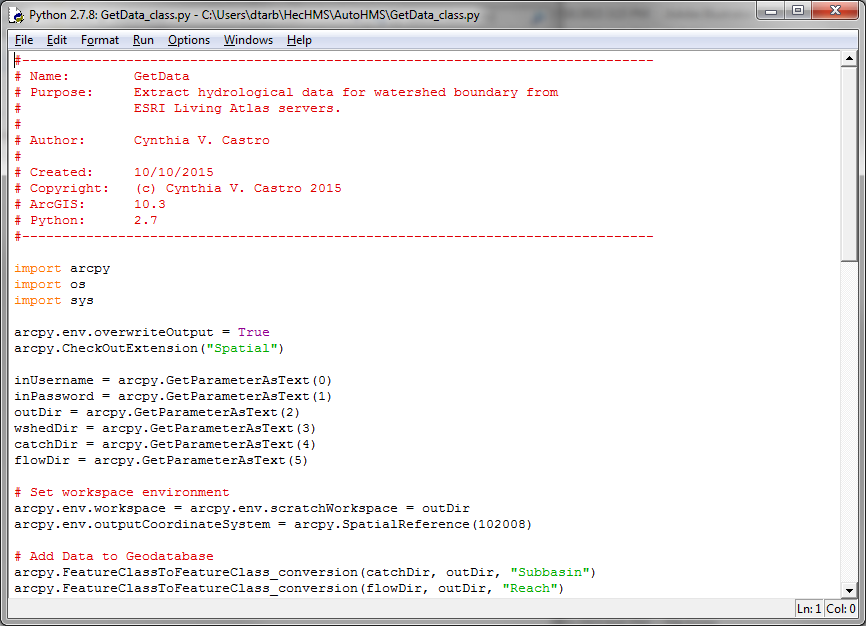 Python 2.7.8: GetData_class.py - C:\Users\dtarb\HecHMS\AutoHMS\GetData_class.py
File Edit Format Run Options Windows Help
#-------------------------------------------------------------------------------
# Name:        GetData
# Purpose:     Extract hydrological data for watershed boundary from
#              ESRI Living Atlas servers.
#
# Author:      Cynthia V. Castro
#
# Created:     10/10/2015
# Copyright:   (c) Cynthia V. Castro 2015
# ArcGIS:      10.3
# Python:      2.7
#-------------------------------------------------------------------------------
import arcpy
import os
import sys
arcpy.env.overwriteOutput = True
arcpy.CheckOutExtension("Spatial")
inUsername = arcpy.GetParameterAsText(0)
inPassword = arcpy.GetParameterAsText(1)
outDir = arcpy.GetParameterAsText(2)
wshedDir = arcpy.GetParameterAsText(3)
catchDir = arcpy.GetParameterAsText(4)
flowDir = arcpy.GetParameterAsText(5)
# Set workspace environment
arcpy.env.workspace = arcpy.env.scratchWorkspace = outDir
arcpy.env.outputCoordinateSystem = arcpy.SpatialReference(102008)
# Add Data to Geodatabase
arcpy.FeatureClassToFeatureClass_conversion(catchDir, outDir, "Subbasin")
arcpy.FeatureClassToFeatureClass_conversion(flowDir, outDir, "Reach")
Ln: 1 Col: 0